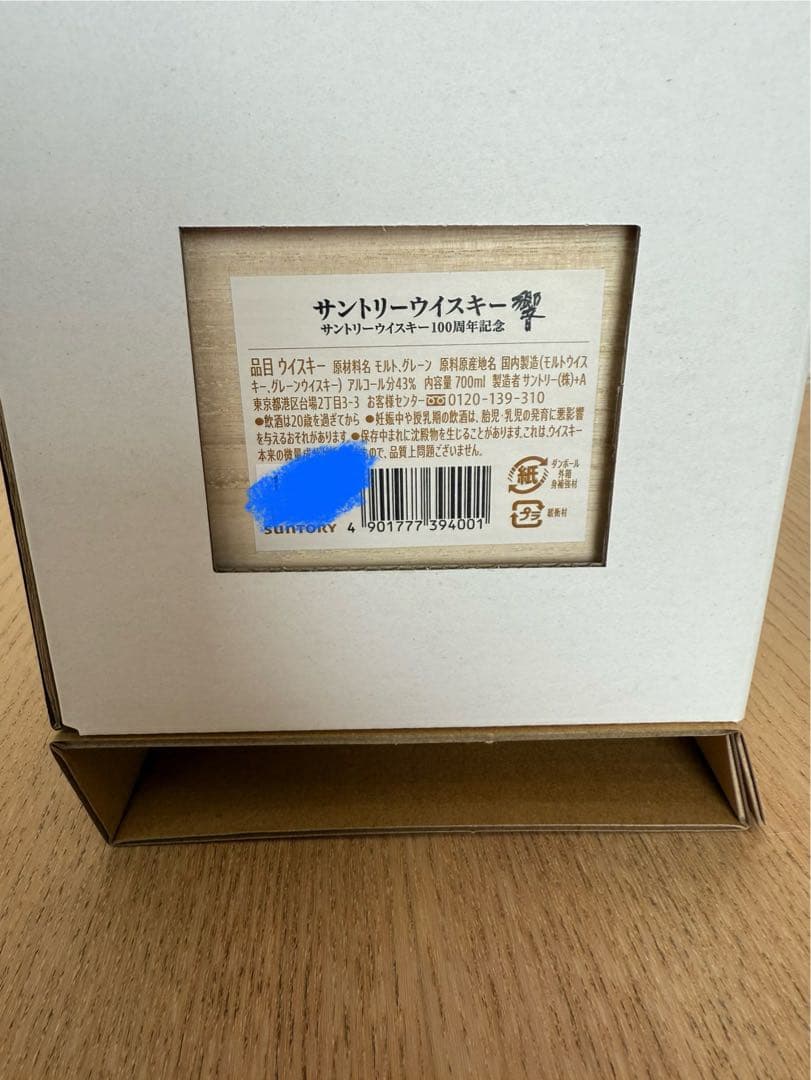 サントリーウイスキー 響
サントリーウイスキー100周年記念
品目 ウイスキー 原材料名 モルト、グレーン 原料原産地名 国内製造(モルトウイス
キー、グレーンウイスキー) アルコール分43% 内容量 700ml 製造者 サントリー(株)+A
東京都港区台場2丁目3-3 お客様センター 0120-139-310
●飲酒は20歳を過ぎてから ●妊娠中や授乳期の飲酒は、胎児・乳児の発育に悪影響
を与えるおそれがあります。●保存中まれに沈殿物を生じることがあります。これは、ウイスキー
本来の微量成 もので、品質上問題ございません。
紙
ダンボール
外箱
身補強材
プラ
紙衝材
SUNTORY
4 901777 394001